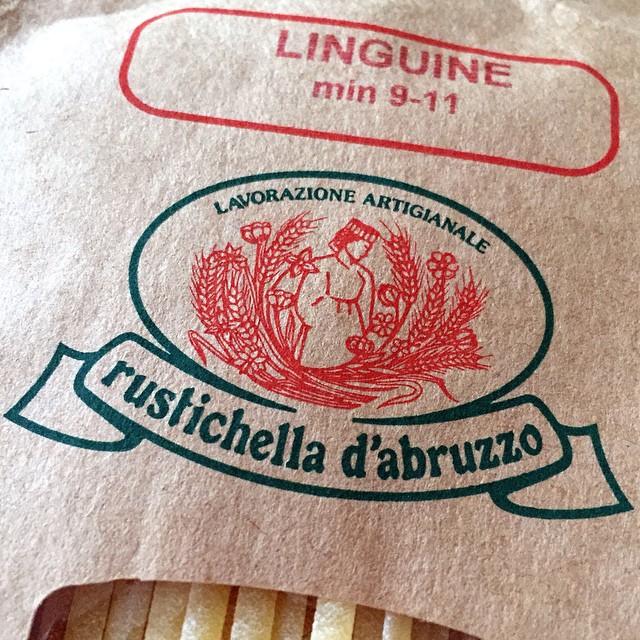 LINGUINE
min 9-11
LAVORAZIONE ARTIGIANALE
rustichella d'abruzzo